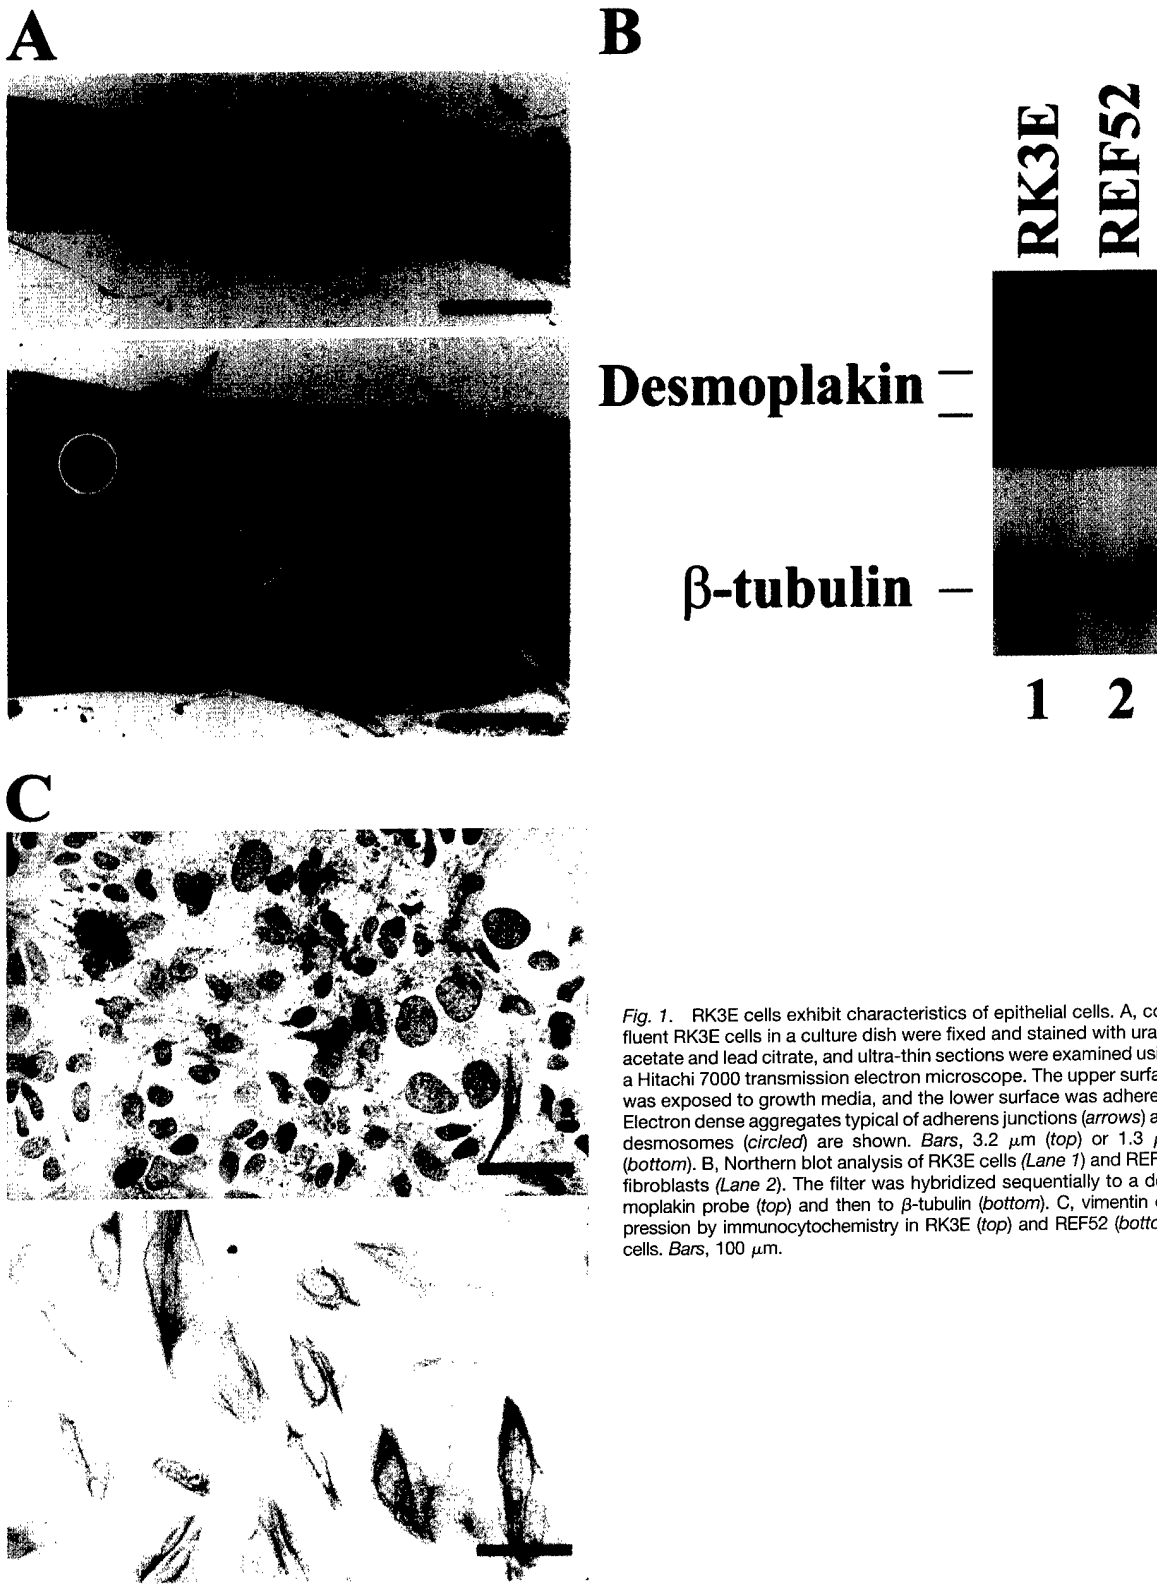 A
B
RK3E
REF52
Desmoplakin
β-tubulin
1 2
C
Fig. 1. RK3E cells exhibit characteristics of epithelial cells. A, co
fluent RK3E cells in a culture dish were fixed and stained with ura
acetate and lead citrate, and ultra-thin sections were examined usi
a Hitachi 7000 transmission electron microscope. The upper surfa
was exposed to growth media, and the lower surface was adhere
Electron dense aggregates typical of adherens junctions (arrows) a
desmosomes (circled) are shown. Bars, 3.2 μm (top) or 1.3 μ
(bottom). B, Northern blot analysis of RK3E cells (Lane 1) and REF
fibroblasts (Lane 2). The filter was hybridized sequentially to a de
moplakin probe (top) and then to β-tubulin (bottom). C, vimentin e
pression by immunocytochemistry in RK3E (top) and REF52 (botto
cells. Bars, 100 μm.